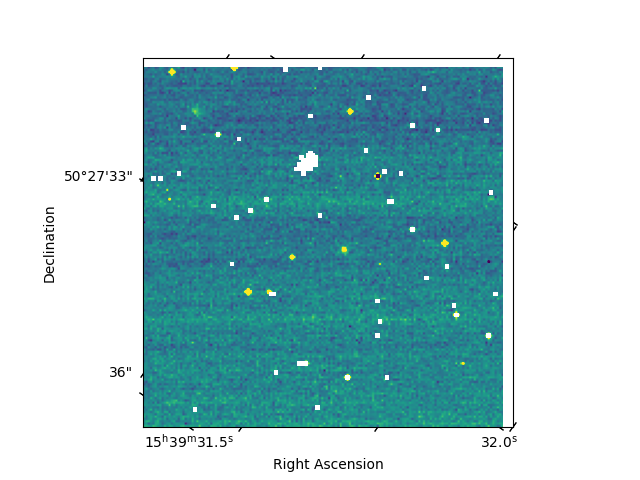 Declination
50°27'33"
36"
15ʰ39ᵐ31.5ˢ
32.0ˢ
Right Ascension